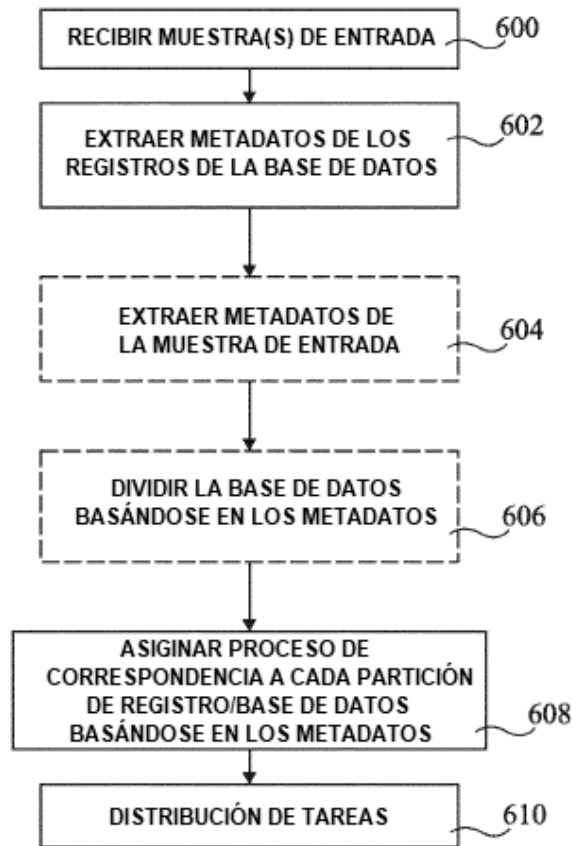 RECIBIR MUESTRA(S) DE ENTRADA
600
EXTRAER METADATOS DE LOS
REGISTROS DE LA BASE DE DATOS
602
EXTRAER METADATOS DE
LA MUESTRA DE ENTRADA
604
DIVIDIR LA BASE DE DATOS
BASÁNDOSE EN LOS METADATOS
606
ASIGINAR PROCESO DE
CORRESPONDENCIA A CADA PARTICIÓN
DE REGISTRO/BASE DE DATOS
BASÁNDOSE EN LOS METADATOS
608
DISTRIBUCIÓN DE TAREAS
610